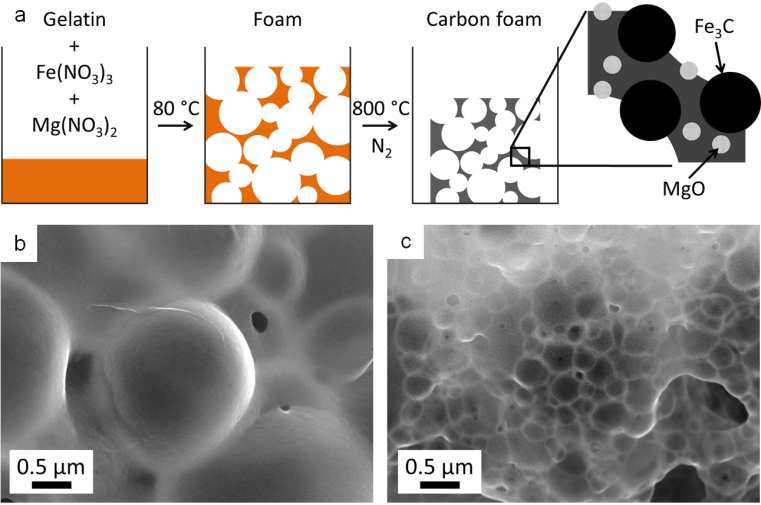 a
Gelatin
+
Fe(NO₃)₃
+
Mg(NO₃)₂
80 °C
Foam
800 °C
N₂
Carbon foam
Fe₃C
MgO
b
0.5 µm
c
0.5 µm